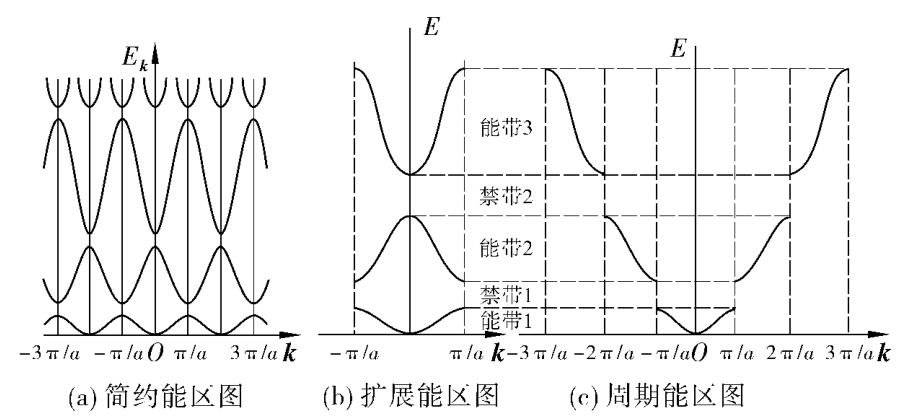 E_k
E
E
能带3
禁带2
能带2
禁带1
能带1
-3π/a -π/a O π/a 3π/a k
-π/a π/a k
-3π/a -2π/a -π/a O π/a 2π/a 3π/a k
(a) 简约能区图
(b) 扩展能区图
(c) 周期能区图